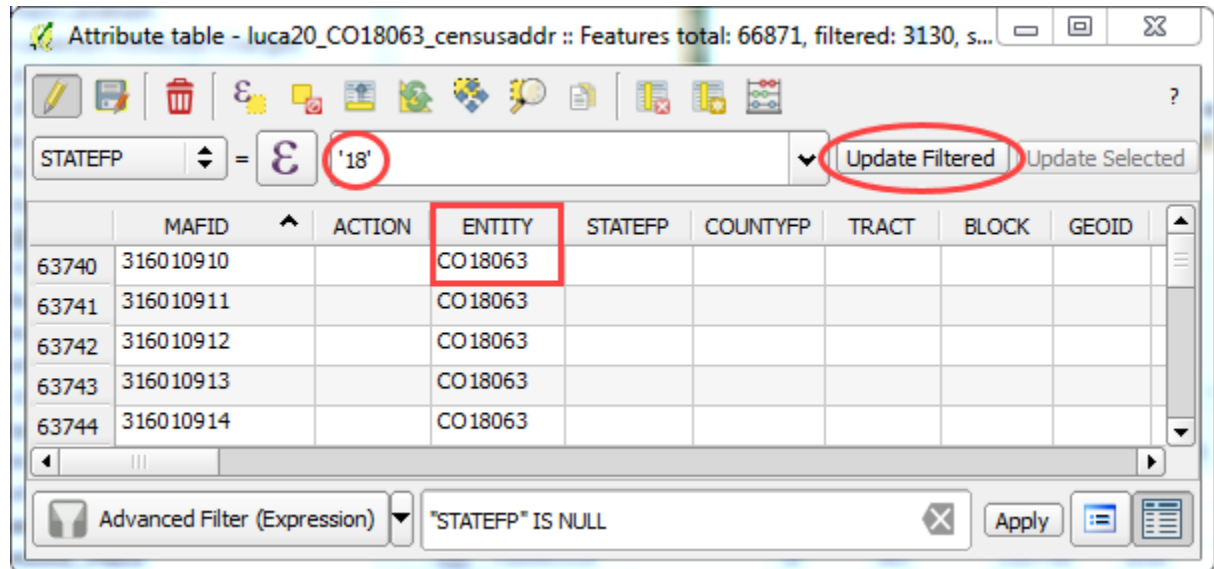 Attribute table - luca20_CO18063_censusaddr :: Features total: 66871, filtered: 3130, s...
ε ?
STATEFP = ε '18' Update Filtered Update Selected
MAFID ACTION ENTITY STATEFP COUNTYFP TRACT BLOCK GEOID
63740 316010910 CO18063
63741 316010911 CO18063
63742 316010912 CO18063
63743 316010913 CO18063
63744 316010914 CO18063
Advanced Filter (Expression) "STATEFP" IS NULL Apply